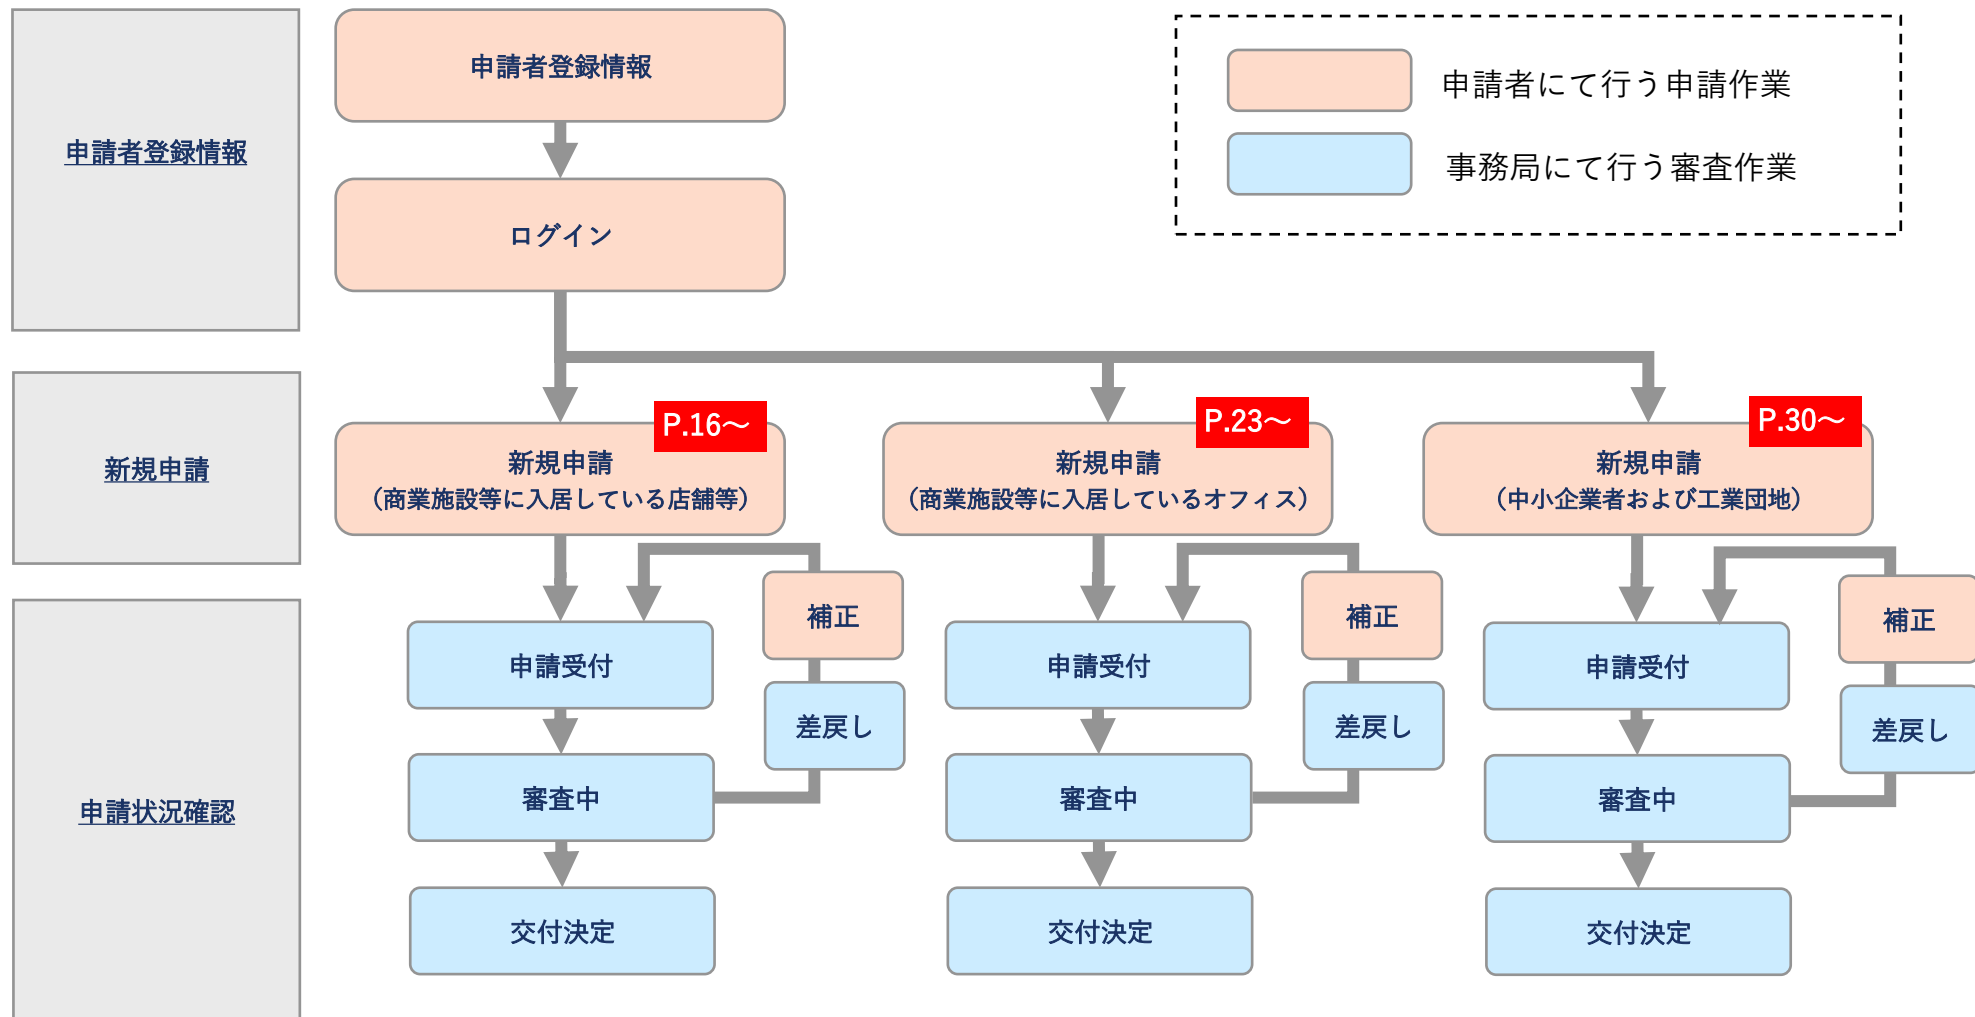 申請者登録情報
申請者登録情報
ログイン
申請者にて行う申請作業
事務局にて行う審査作業
新規申請
P.16～
新規申請
（商業施設等に入居している店舗等）
P.23～
新規申請
（商業施設等に入居しているオフィス）
P.30～
新規申請
（中小企業者および工業団地）
申請状況確認
申請受付
補正
差戻し
審査中
交付決定
申請受付
補正
差戻し
審査中
交付決定
申請受付
補正
差戻し
審査中
交付決定